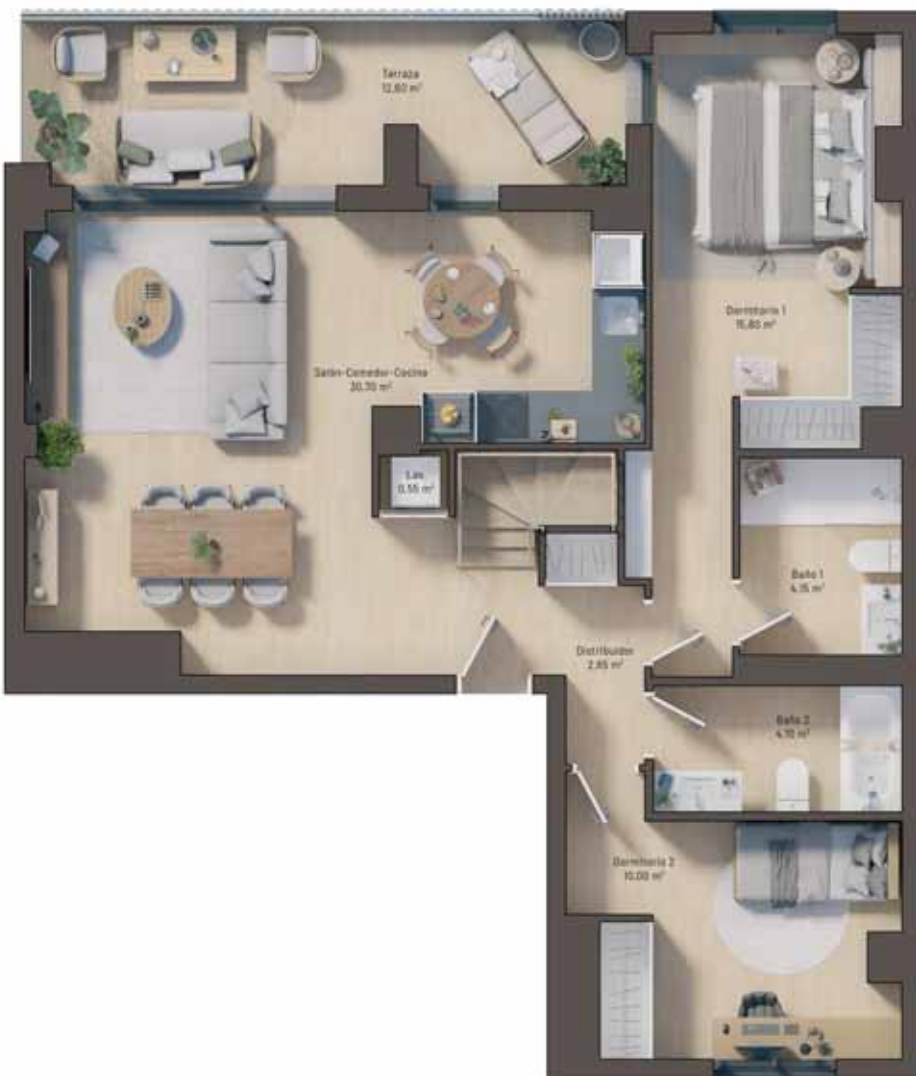 Terraza
12,60 m²
Dormitorio 1
15,80 m²
Salón-Comedor-Cocina
30,70 m²
Lav.
0,55 m²
Baño 1
4,15 m²
Distribuidor
2,85 m²
Baño 2
4,10 m²
Dormitorio 2
10,00 m²